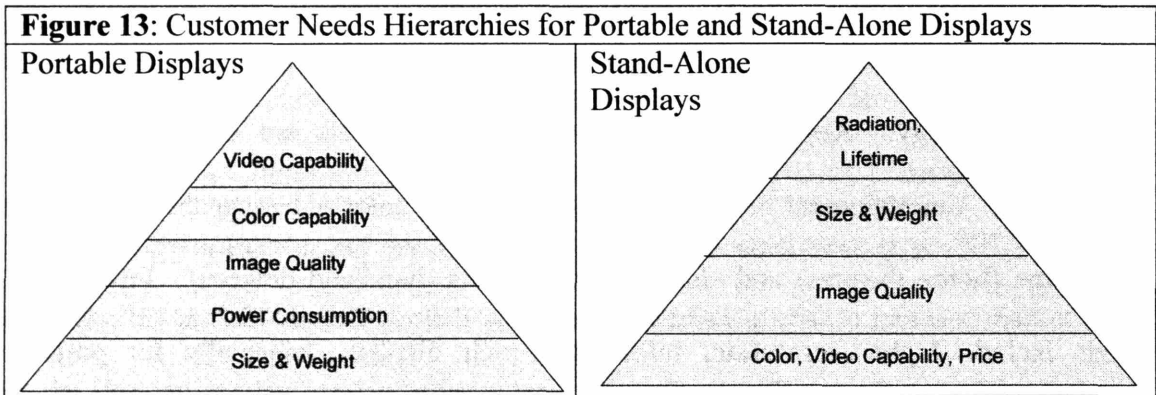 Figure 13: Customer Needs Hierarchies for Portable and Stand-Alone Displays
Portable Displays
Video Capability
Color Capability
Image Quality
Power Consumption
Size & Weight
Stand-Alone
Displays
Radiation,
Lifetime
Size & Weight
Image Quality
Color, Video Capability, Price